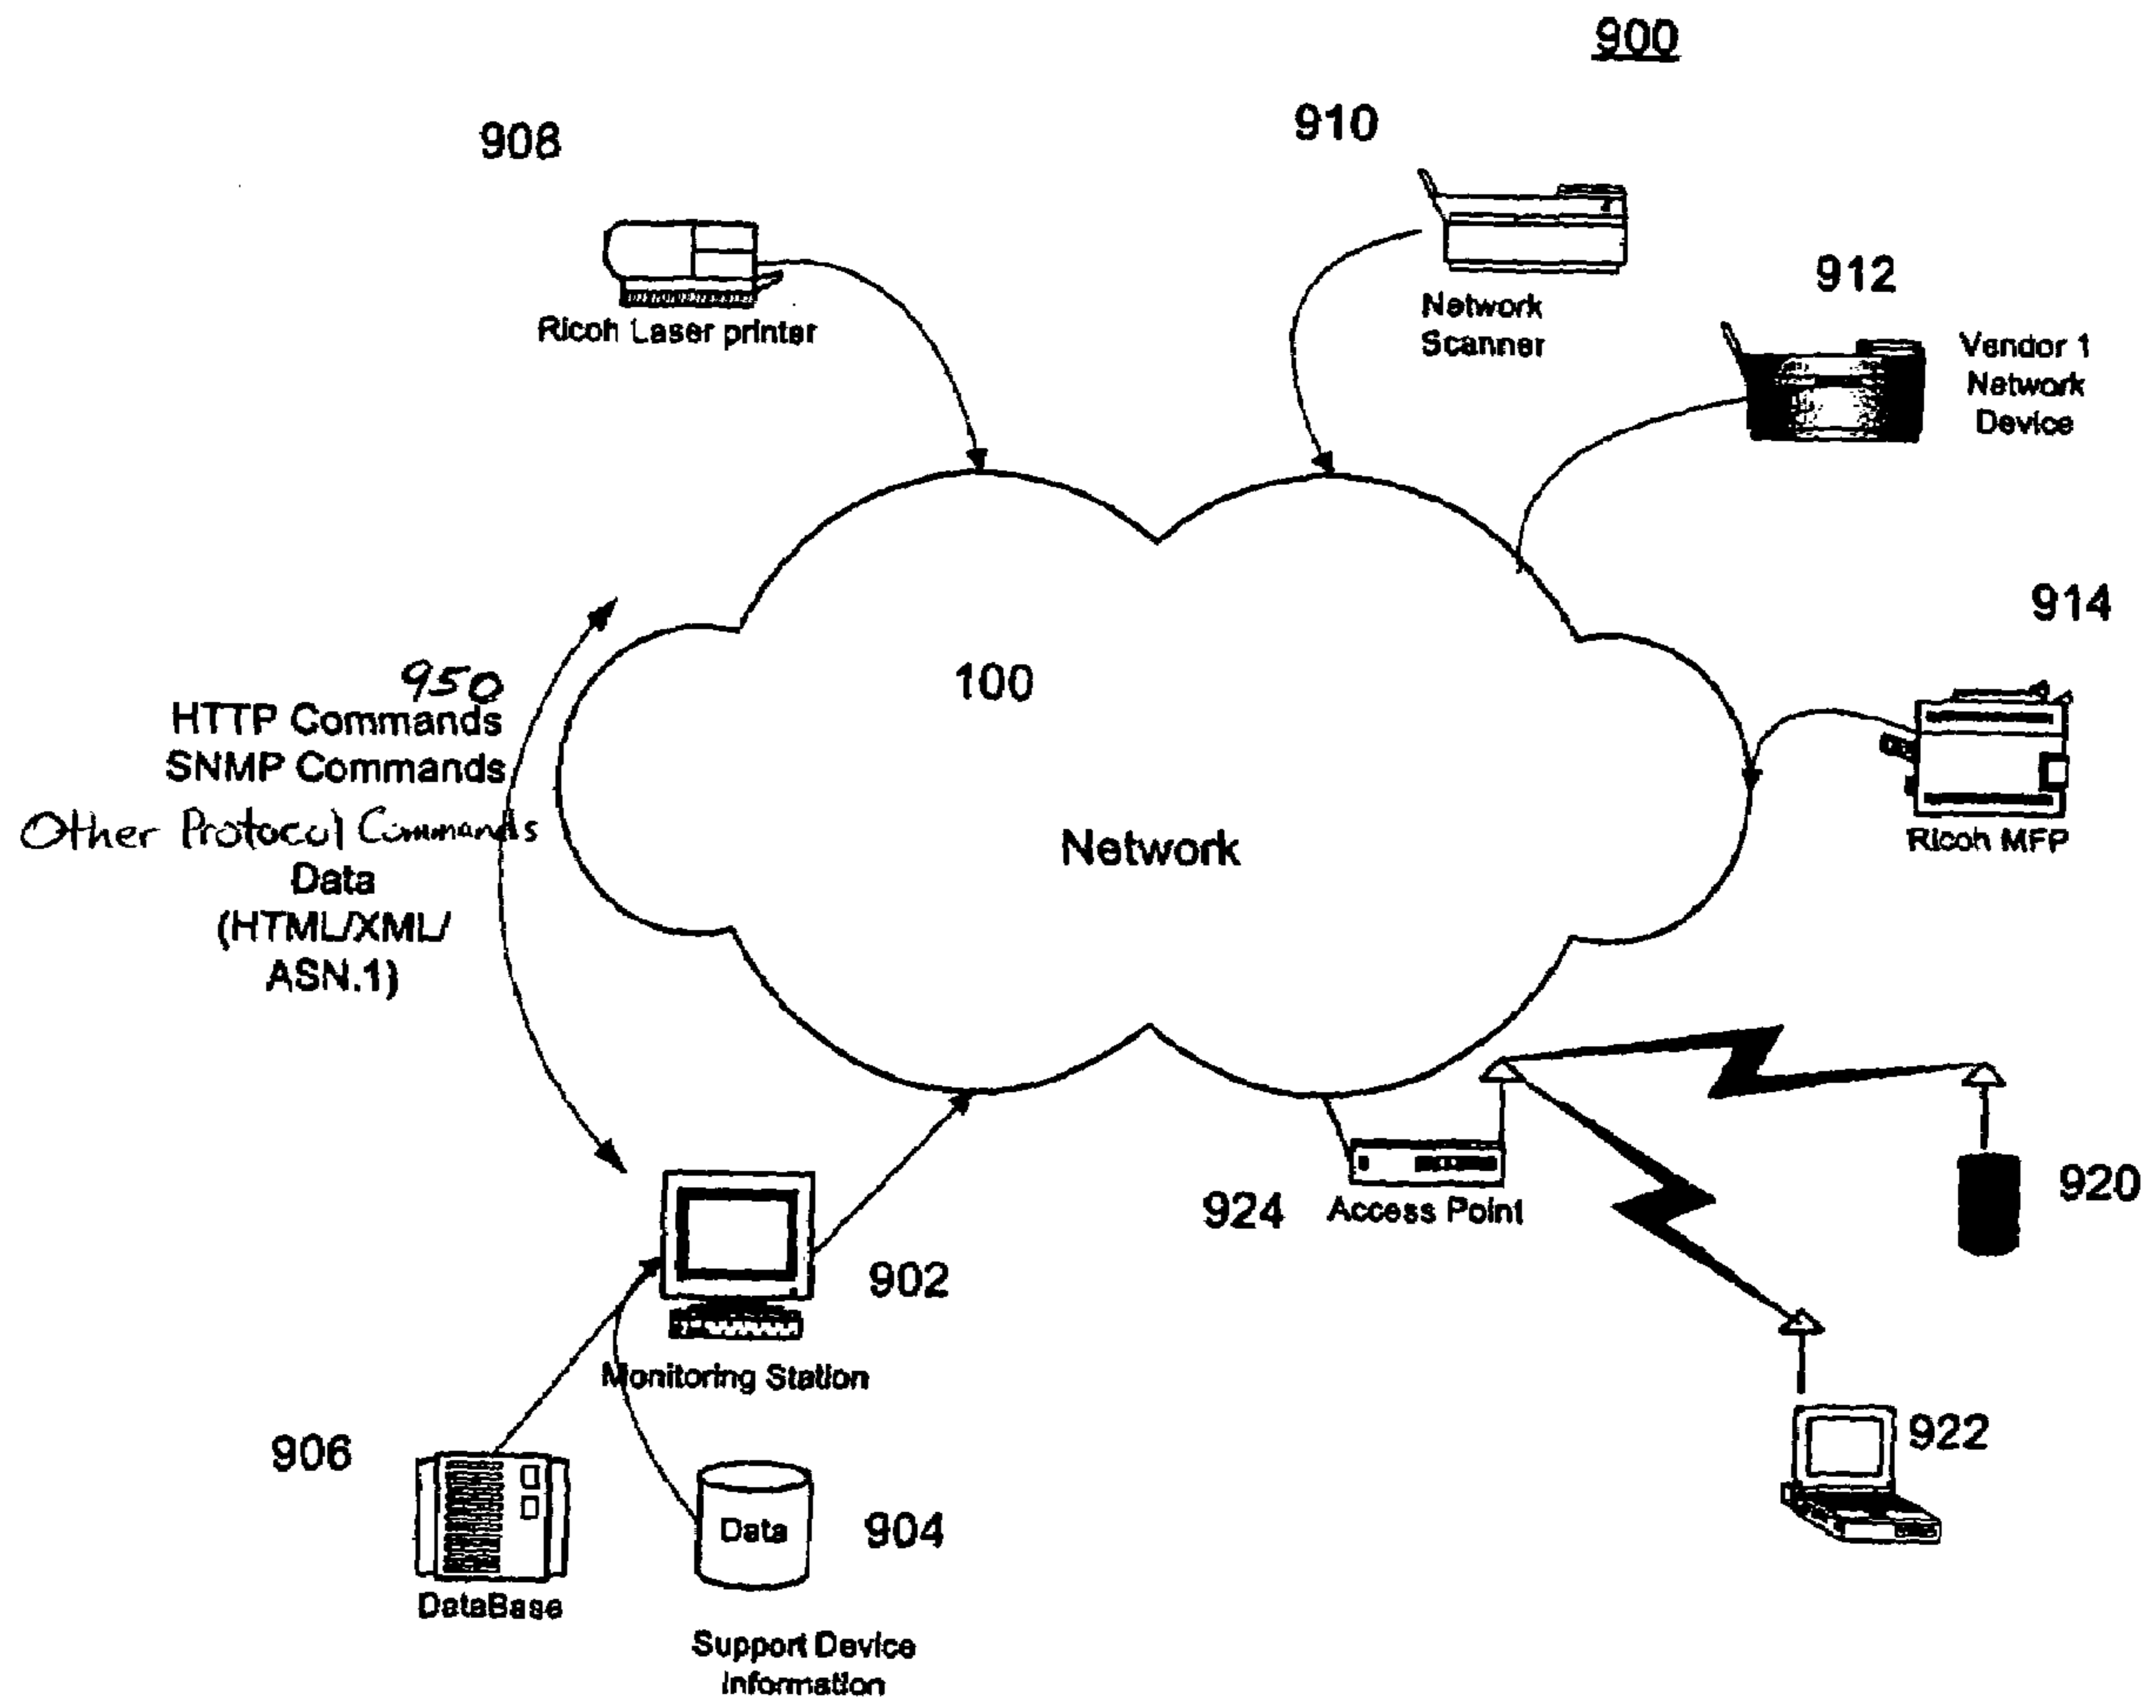 900
908
910
Ricoh Laser printer
Network
Scanner
912
Vendor 1
Network
Device
914
Ricoh MFP
100
Network
950
HTTP Commands
SNMP Commands
Other Protocol Commands
Data
(HTML/XML/
ASN.1)
924
Access Point
920
902
Monitoring Station
922
906
DataBase
Data
904
Support Device
Information